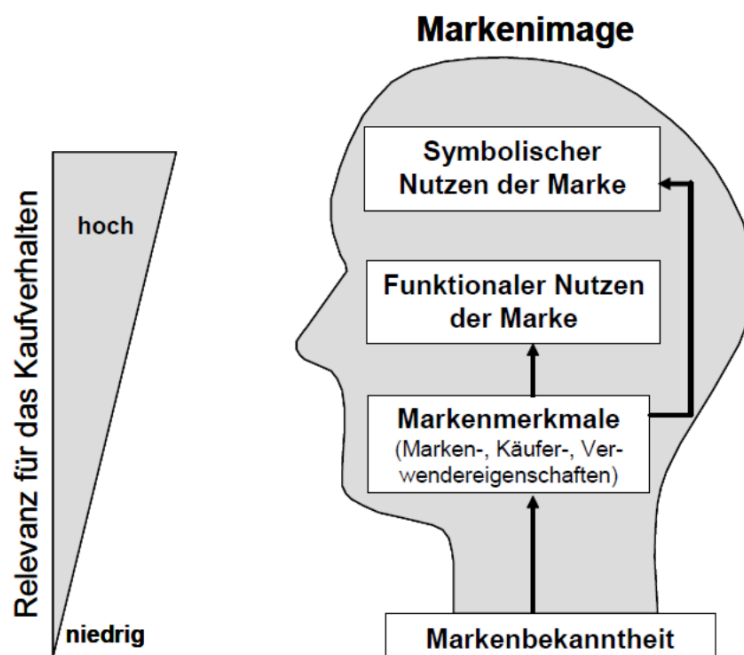 Markenimage
Relevanz für das Kaufverhalten
hoch
niedrig
Symbolischer
Nutzen der Marke
Funktionaler Nutzen
der Marke
Markenmerkmale
(Marken-, Käufer-, Ver-
wendereigenschaften)
Markenbekanntheit